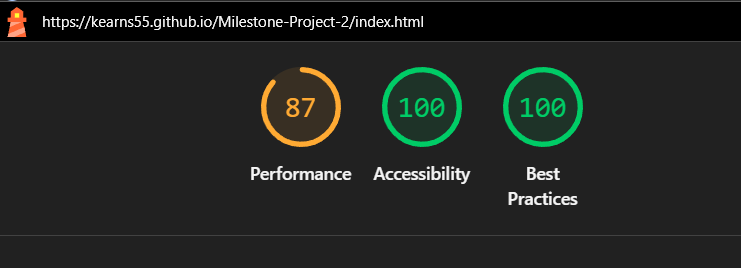 https://kearns55.github.io/Milestone-Project-2/index.html
87
100
100
Performance
Accessibility
Best
Practices